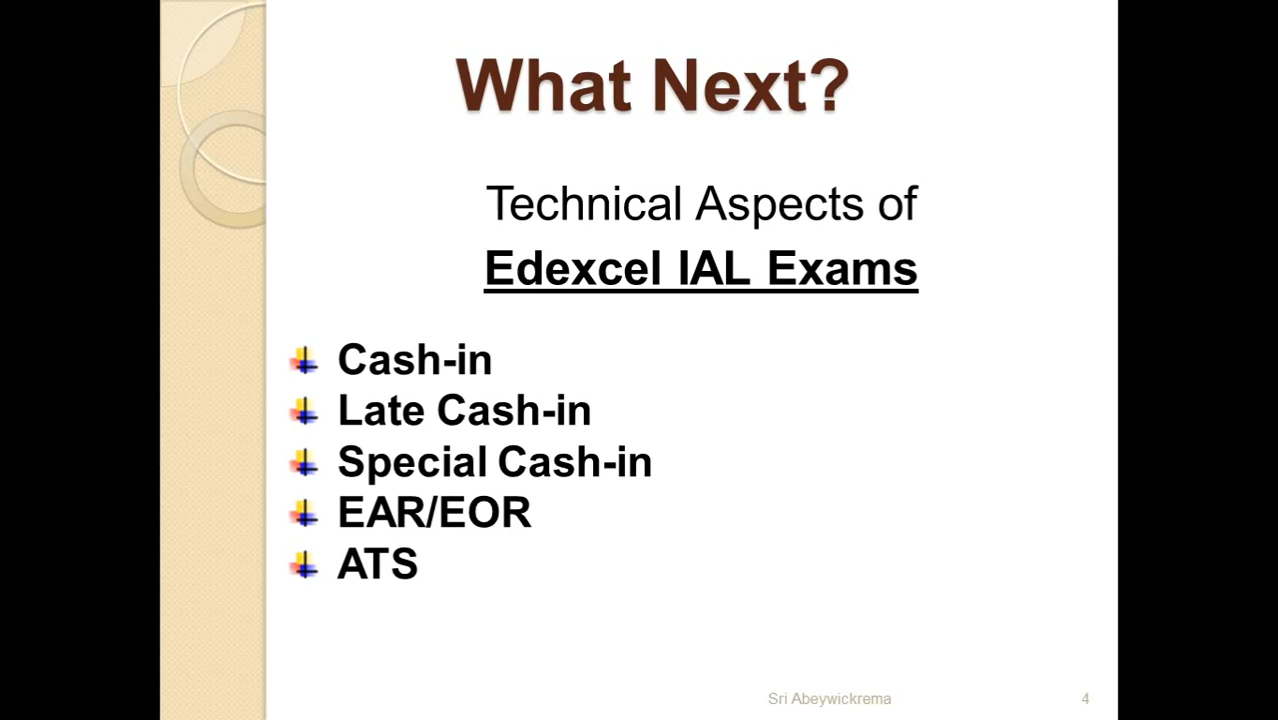 What Next?
Technical Aspects of
Edexcel IAL Exams
Cash-in
Late Cash-in
Special Cash-in
EAR/EOR
ATS
Sri Abeywickrema
4